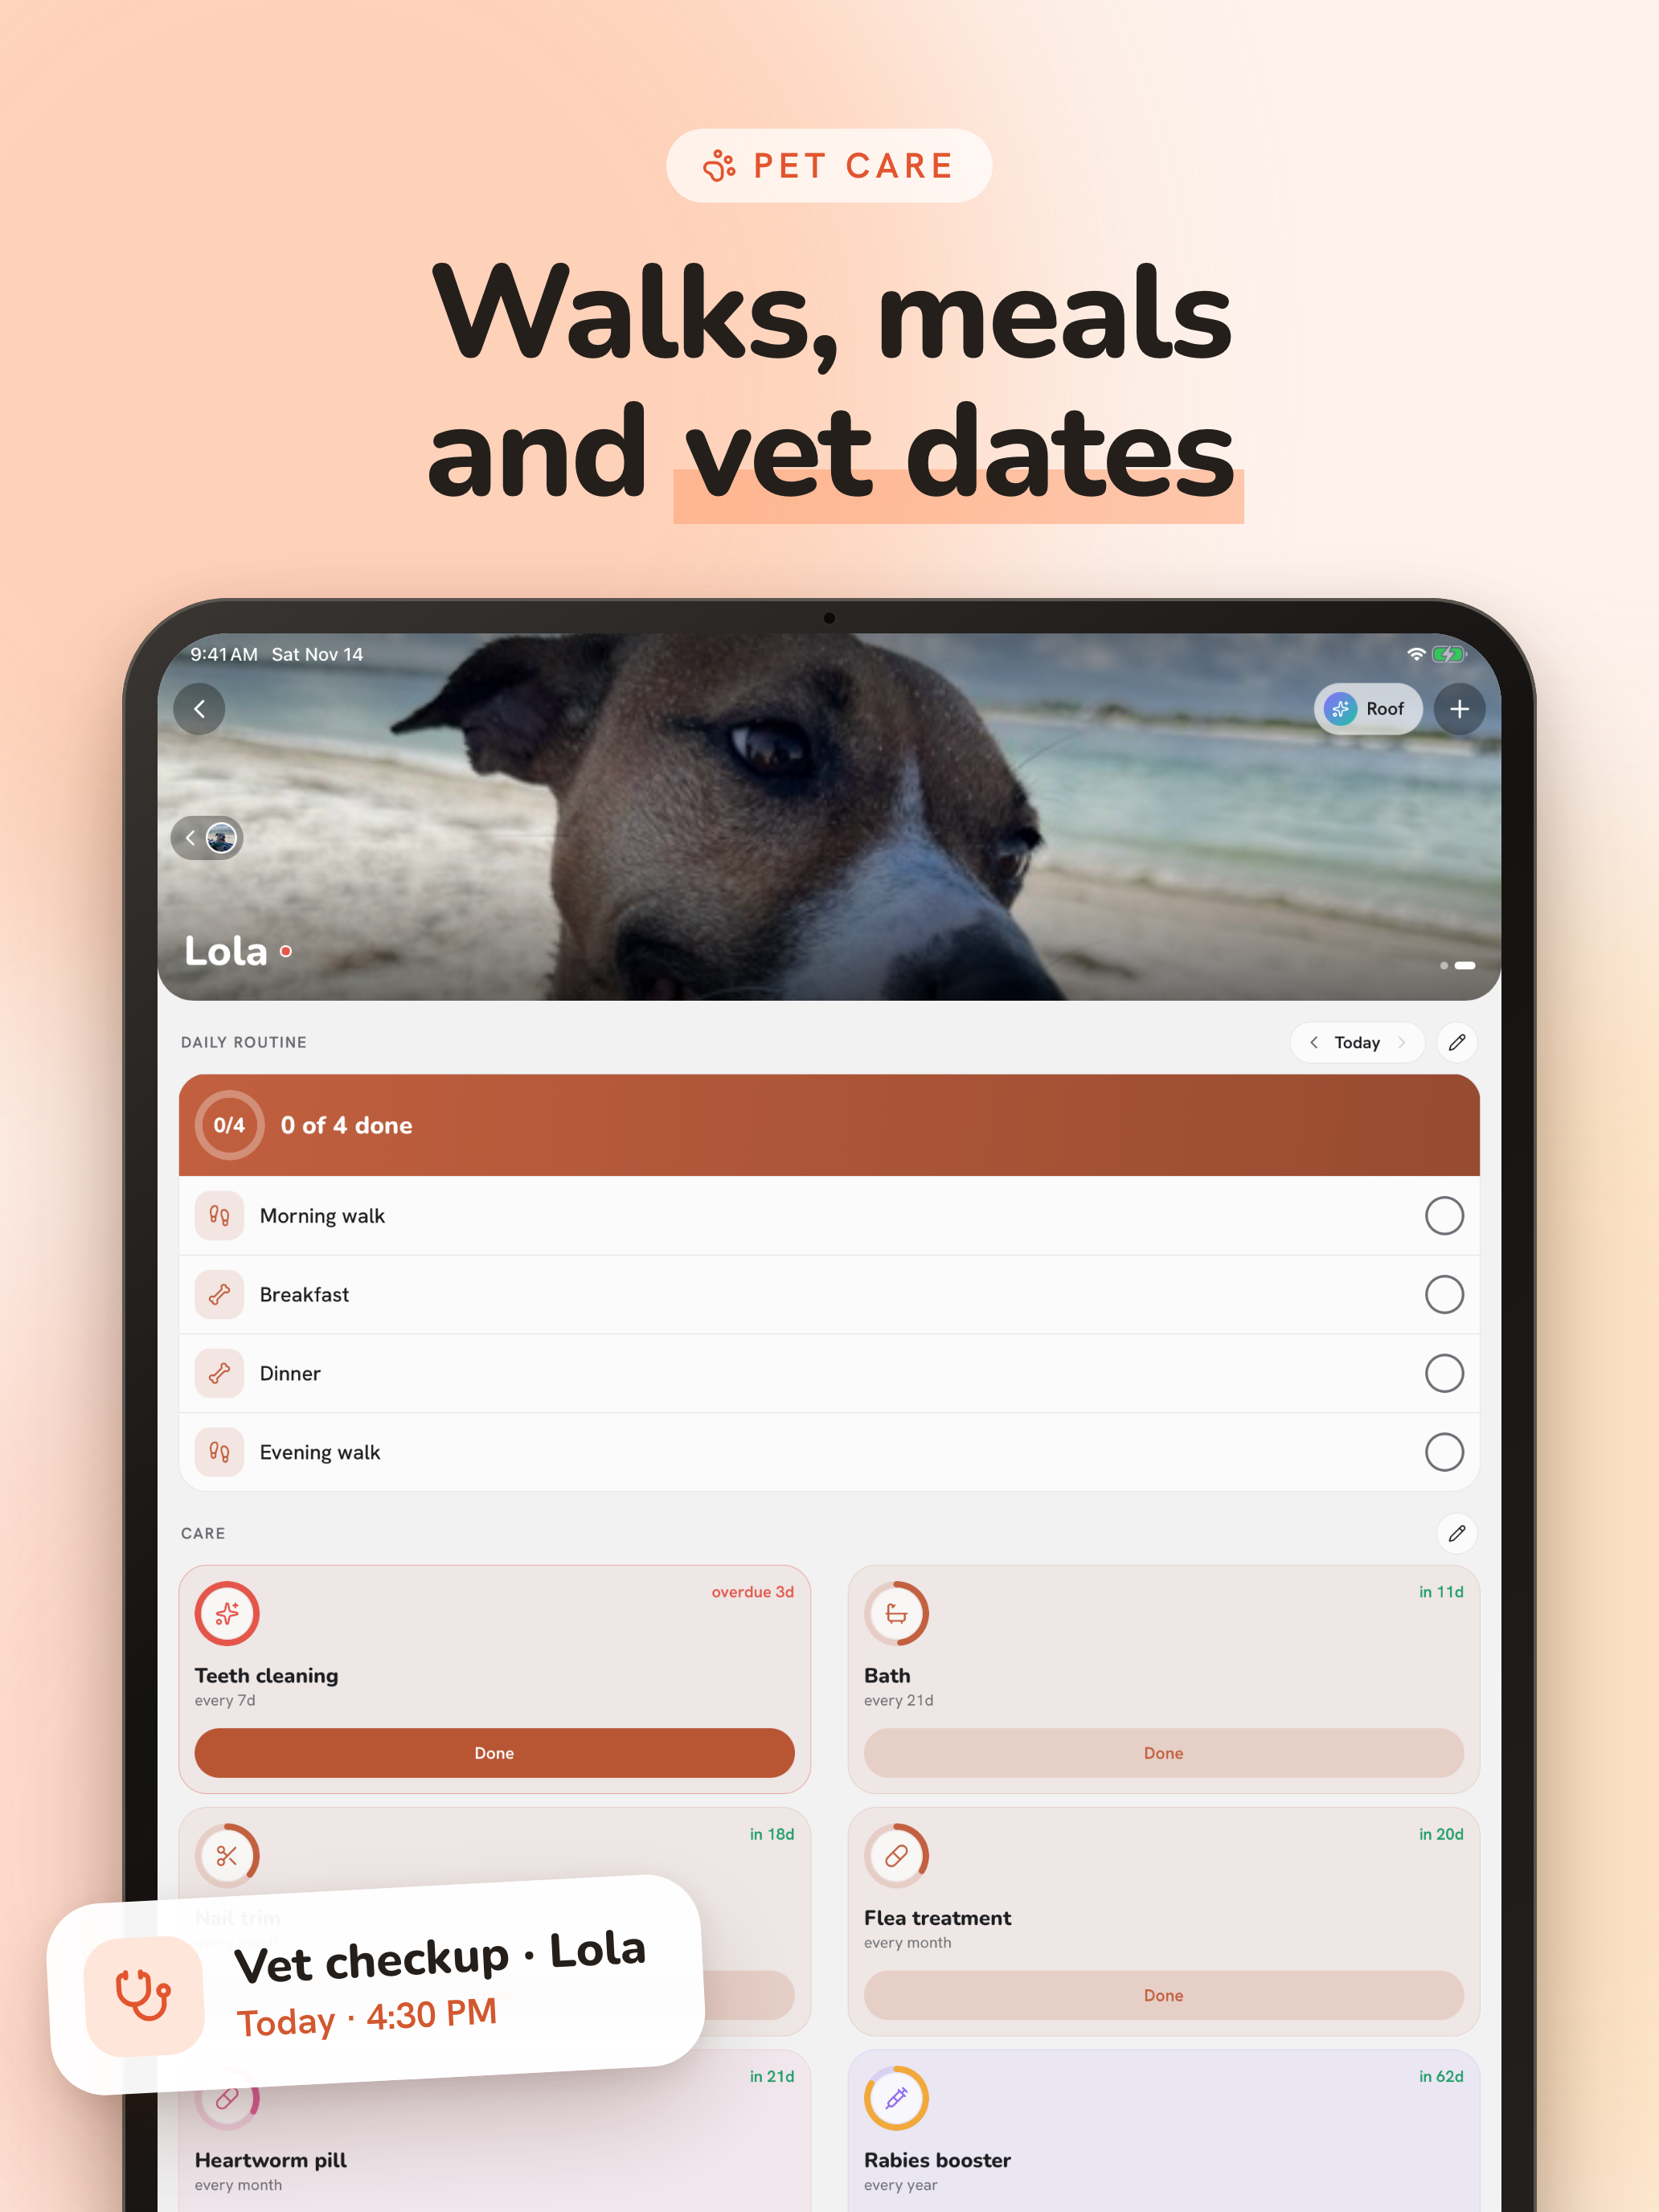 PET CARE
Walks, meals
and vet dates
9:41 AM Sat Nov 14
Roof
Lola
DAILY ROUTINE
Today
0/4
0 of 4 done
Morning walk
Breakfast
Dinner
Evening walk
CARE
overdue 3d
Teeth cleaning
every 7d
Done
in 11d
Bath
every 21d
Done
in 18d
Nail trim
in 20d
Flea treatment
every month
Done
Vet checkup · Lola
Today · 4:30 PM
in 21d
Heartworm pill
every month
in 62d
Rabies booster
every year